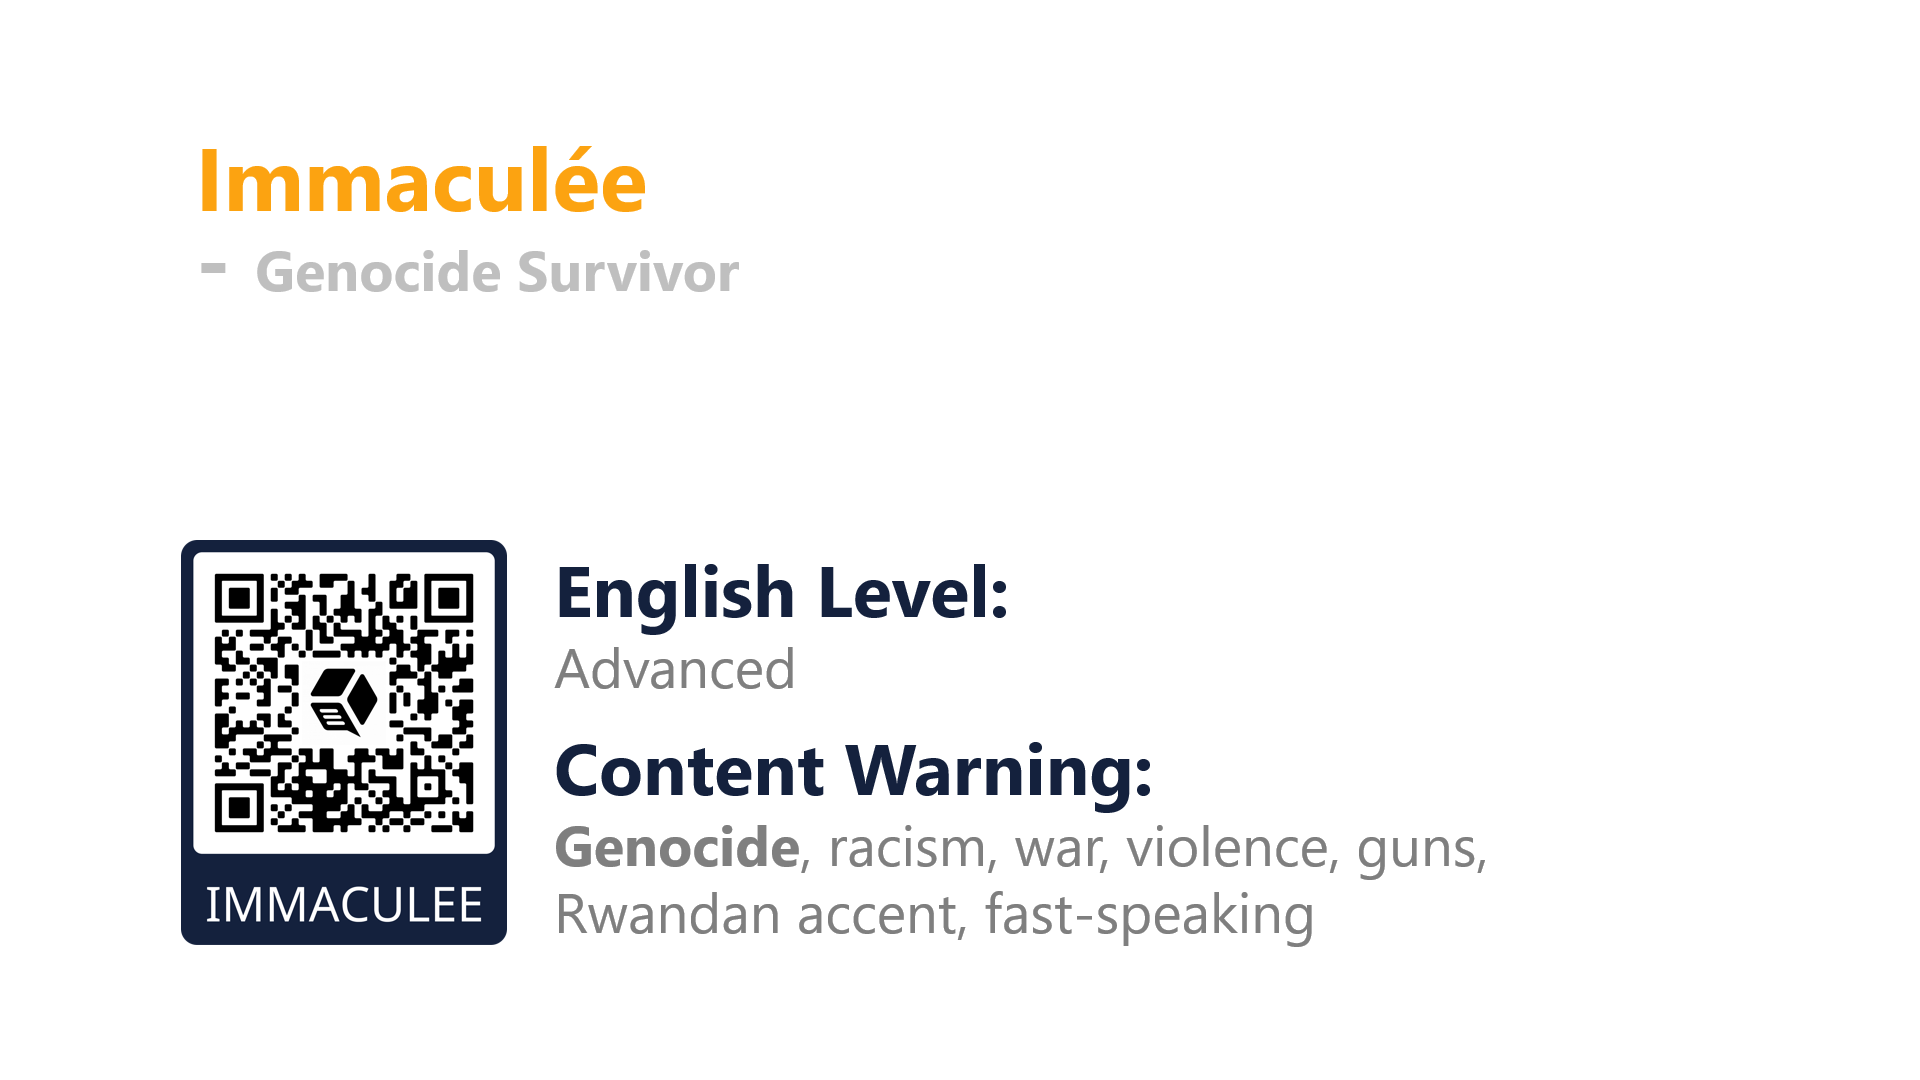 Immaculée
- Genocide Survivor
English Level:
Advanced
Content Warning:
Genocide, racism, war, violence, guns,
Rwandan accent, fast-speaking
IMMACULEE